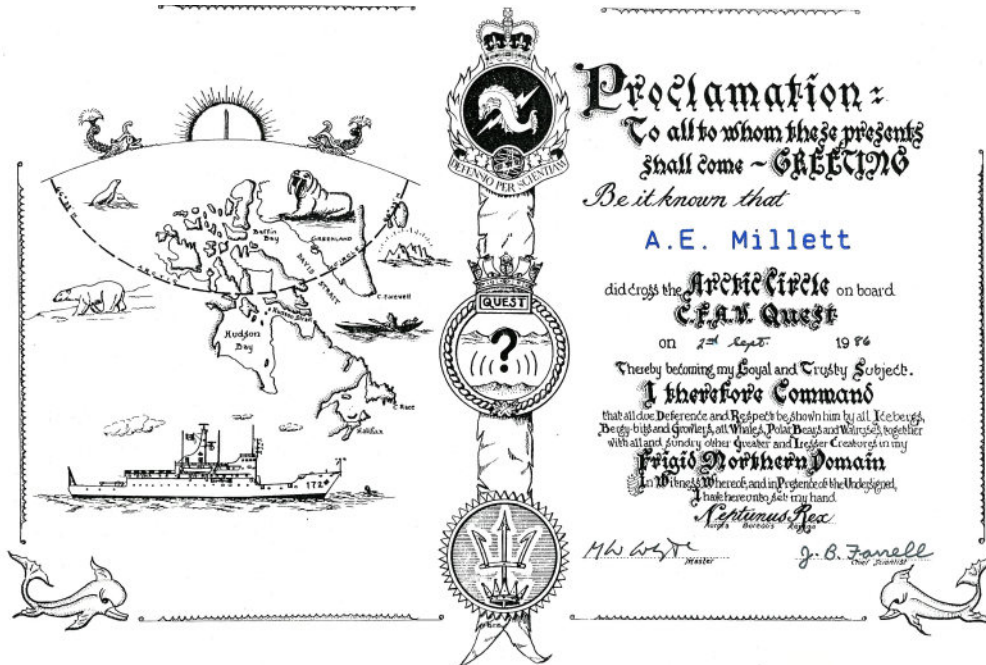 ARCTIC CIRCLE
Baffin
Bay
GREENLAND
DAVIS STRAIT
C. Farewell
Hudson Strait
Hudson
Bay
C. Race
Halifax
172
DEFENSIO PER SCIENTIAM
QUEST
?
Proclamation:
To all to whom these presents
shall come ~ GREETING
Be it known that
A.E. Millett
did cross the Arctic Circle on board
C.F.A.V. Quest
on 2nd Sept. 1986
Thereby becoming my Loyal and Trusty Subject.
I therefore Command
that all due Deference and Respect be shown him by all Icebergs,
Bergy-bits and Growlers, all Whales, Polar Bears and Walruses, together
with all and sundry other Greater and Lesser Creatures in my
Frigid Northern Domain
In Witness Whereof, and in Presence of the Undersigned,
I have hereunto set my hand
Neptunus Rex
Master
J. B. Farrell
Chief Scientist